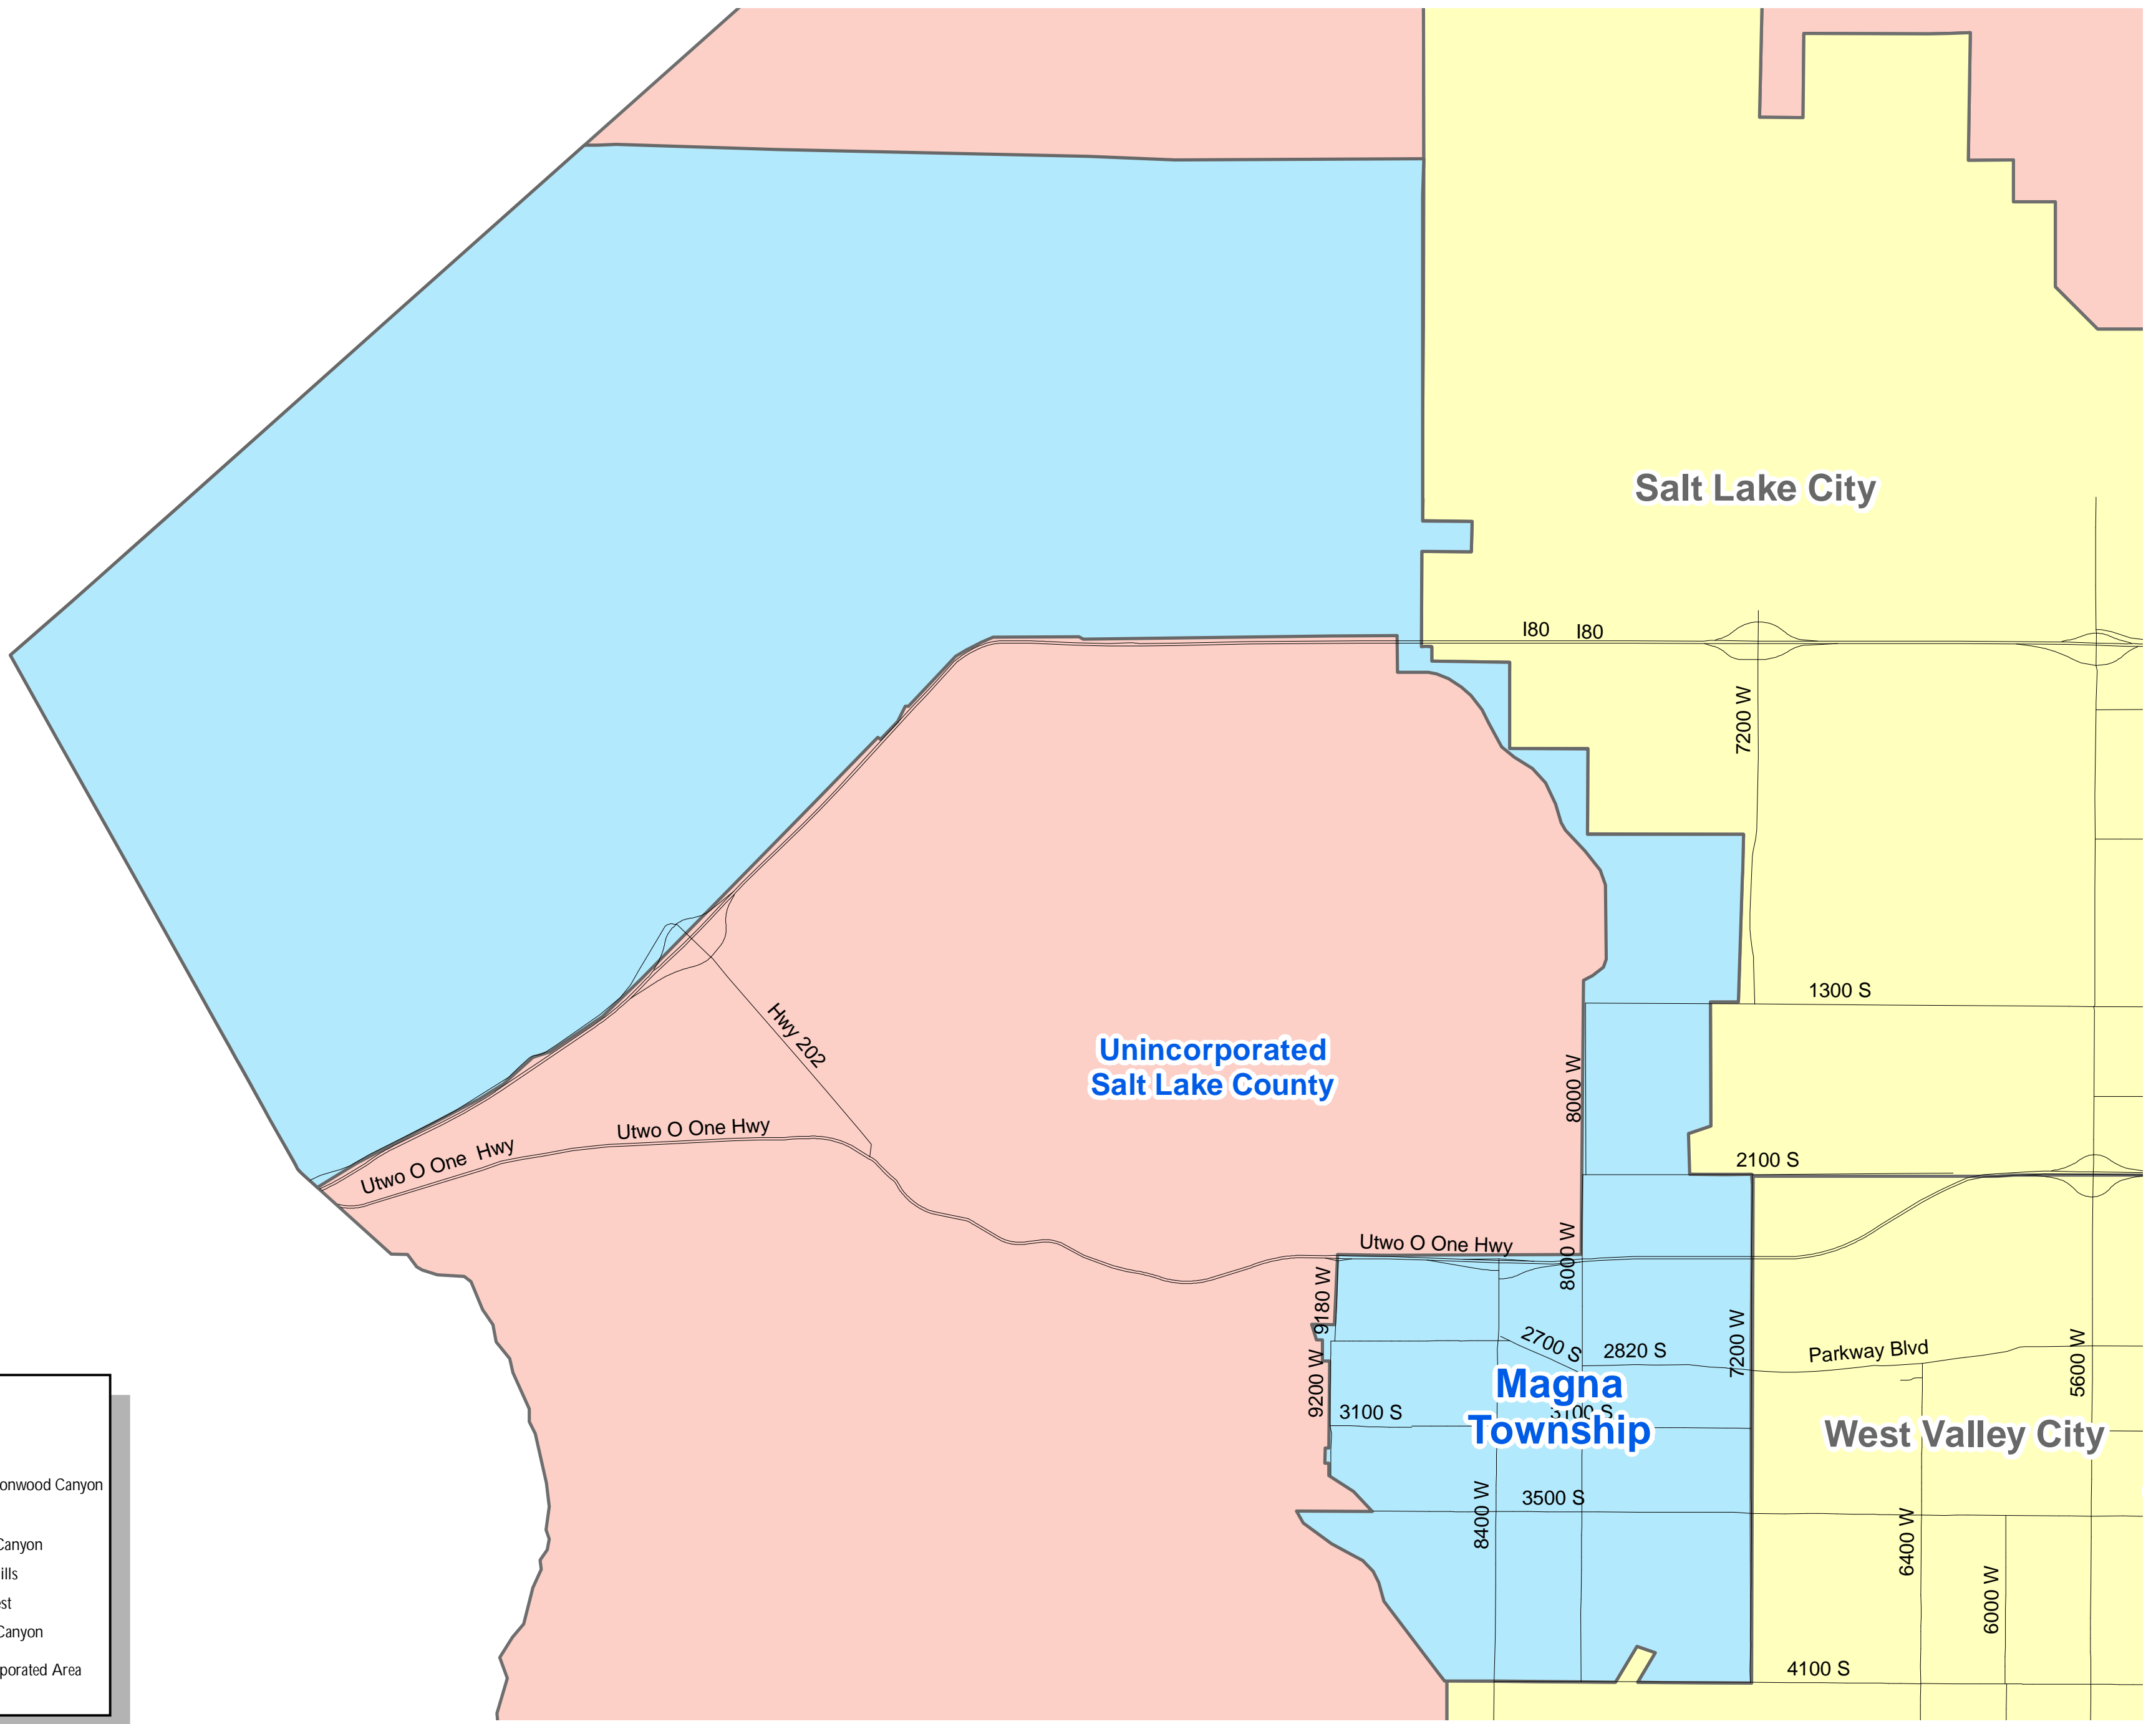 Salt Lake City
I80
I80
7200 W
1300 S
Hwy 202
Unincorporated
Salt Lake County
8000 W
Utwo O One Hwy
Utwo O One Hwy
2100 S
Utwo O One Hwy
8000 W
9180 W
2700 S
2820 S
7200 W
Parkway Blvd
5600 W
9200 W
Magna
Township
3100 S
3100 S
West Valley City
8400 W
3500 S
6400 W
6000 W
4100 S
onwood Canyon
Canyon
ills
est
Canyon
porated Area